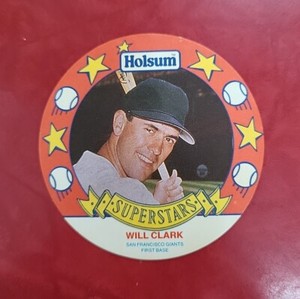 Holsum
SUPERSTARS
WILL CLARK
SAN FRANCISCO GIANTS
FIRST BASE